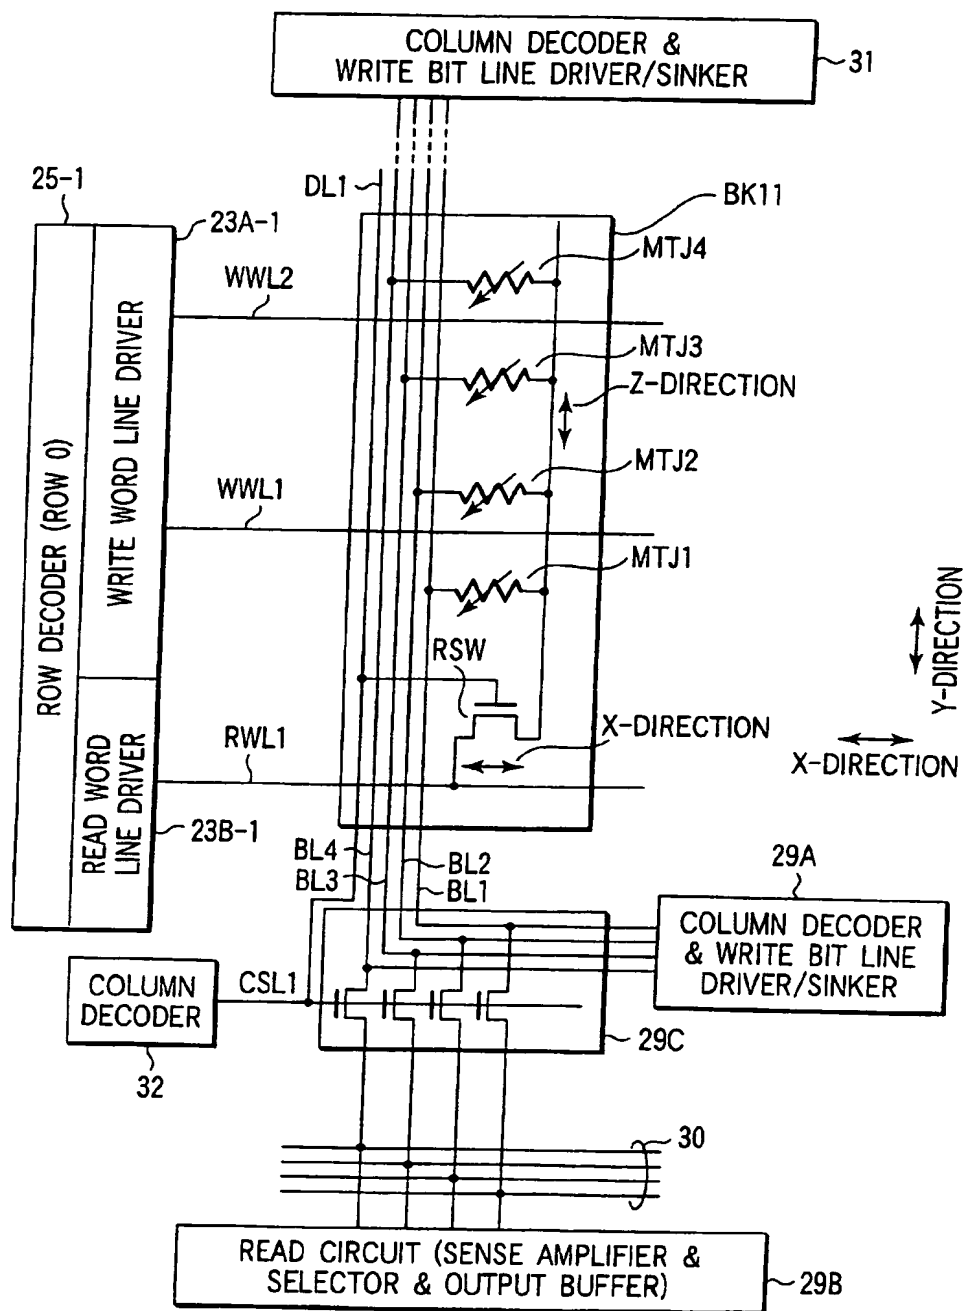 COLUMN DECODER &
WRITE BIT LINE DRIVER/SINKER
31
25-1
DL1
BK11
23A-1
MTJ4
WWL2
MTJ3
Z-DIRECTION
ROW DECODER (ROW 0)
WRITE WORD LINE DRIVER
MTJ2
WWL1
MTJ1
RSW
Y-DIRECTION
X-DIRECTION
X-DIRECTION
RWL1
READ WORD
LINE DRIVER
23B-1
BL4
BL3
BL2
BL1
29A
COLUMN DECODER
& WRITE BIT LINE
DRIVER/SINKER
COLUMN
DECODER
CSL1
32
29C
30
READ CIRCUIT (SENSE AMPLIFIER &
SELECTOR & OUTPUT BUFFER)
29B